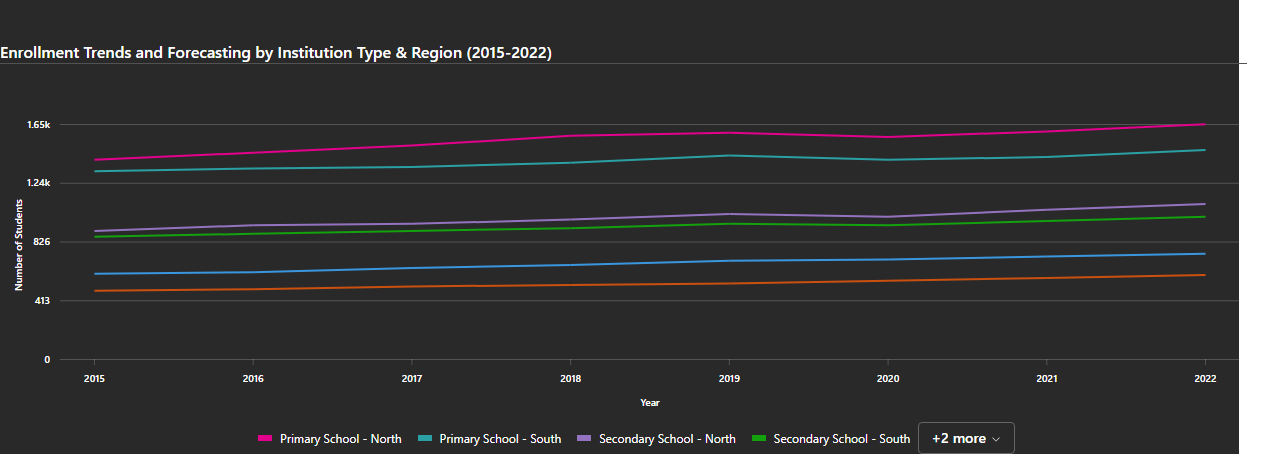 Enrollment Trends and Forecasting by Institution Type & Region (2015-2022)
1.65k
1.24k
826
413
0
Number of Students
2015 2016 2017 2018 2019 2020 2021 2022
Year
Primary School - North Primary School - South Secondary School - North Secondary School - South +2 more